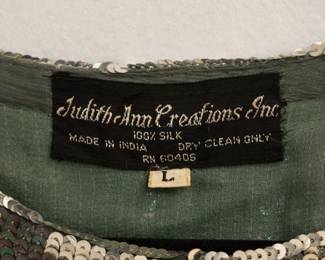 Judith Ann Creations Inc
100% SILK
MADE IN INDIA DRY CLEAN ONLY
RN 60406
L